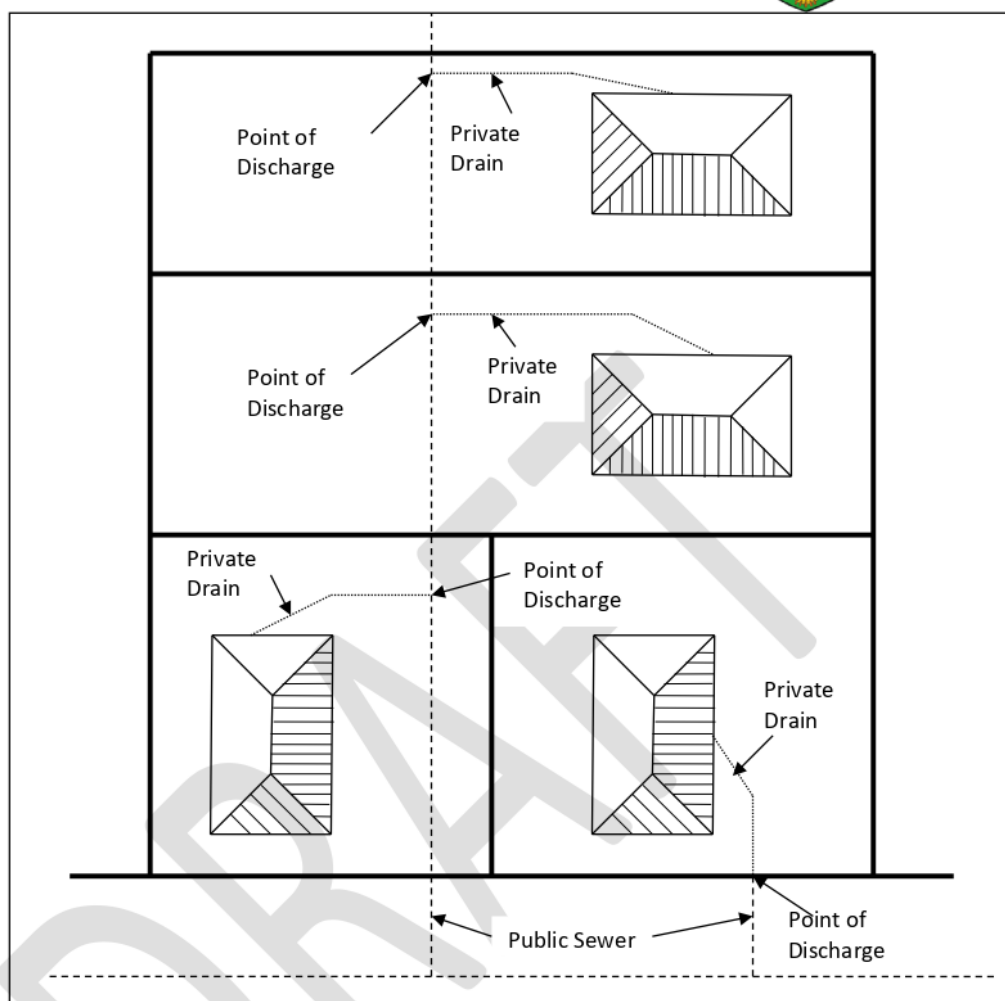 Point of
Discharge
Private
Drain
Point of
Discharge
Private
Drain
Private
Drain
Point of
Discharge
Private
Drain
Public Sewer
Point of
Discharge
DRAFT